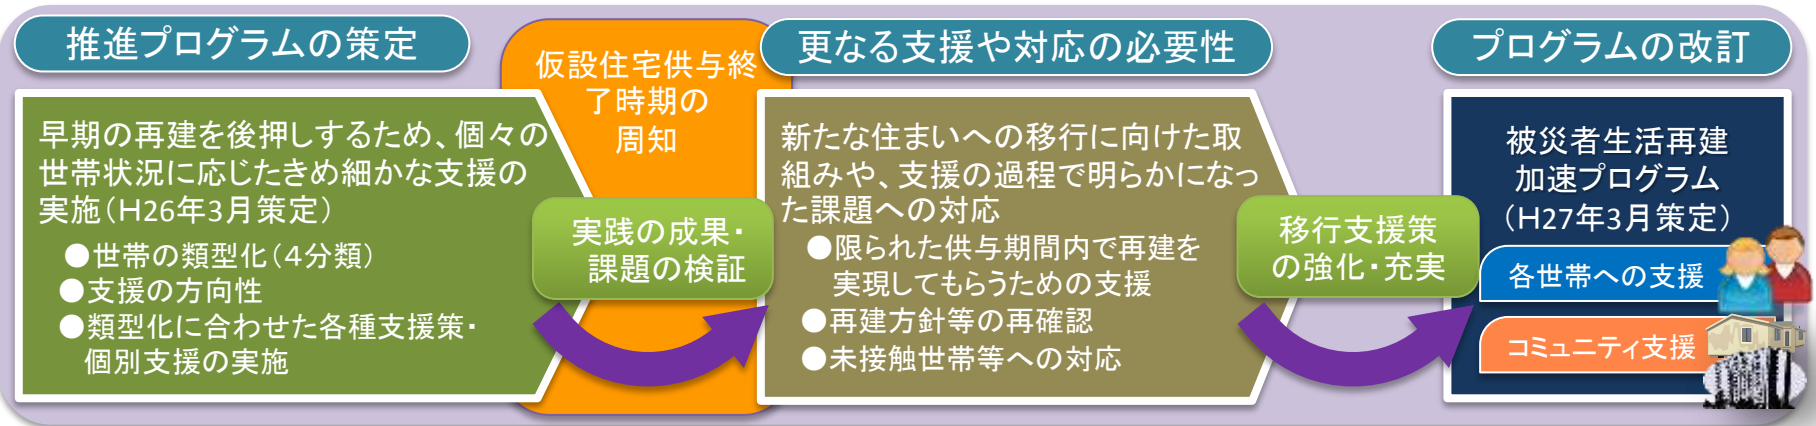 推進プログラムの策定
早期の再建を後押しするため、個々の
世帯状況に応じたきめ細かな支援の
実施(H26年3月策定)
●世帯の類型化(4分類)
●支援の方向性
●類型化に合わせた各種支援策・
個別支援の実施
仮設住宅供与終
了時期の
周知
実践の成果・
課題の検証
更なる支援や対応の必要性
新たな住まいへの移行に向けた取
組みや、支援の過程で明らかになっ
た課題への対応
●限られた供与期間内で再建を
実現してもらうための支援
●再建方針等の再確認
●未接触世帯等への対応
移行支援策
の強化・充実
プログラムの改訂
被災者生活再建
加速プログラム
(H27年3月策定)
各世帯への支援
コミュニティ支援